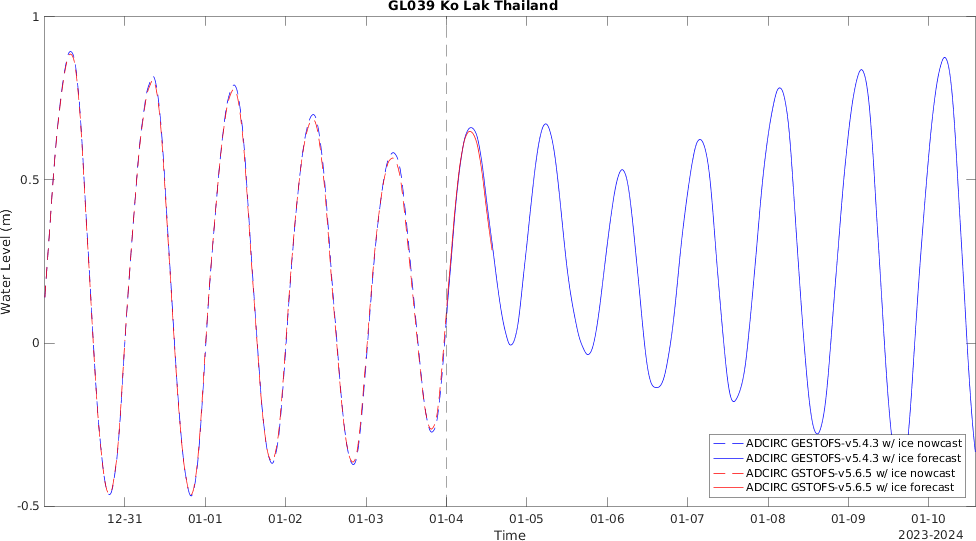 GL039 Ko Lak Thailand
1
0.5
0
-0.5
Water Level (m)
12-31
01-01
01-02
01-03
01-04
01-05
01-06
01-07
01-08
01-09
01-10
Time
2023-2024
ADCIRC GESTOFS-v5.4.3 w/ ice nowcast
ADCIRC GESTOFS-v5.4.3 w/ ice forecast
ADCIRC GSTOFS-v5.6.5 w/ ice nowcast
ADCIRC GSTOFS-v5.6.5 w/ ice forecast